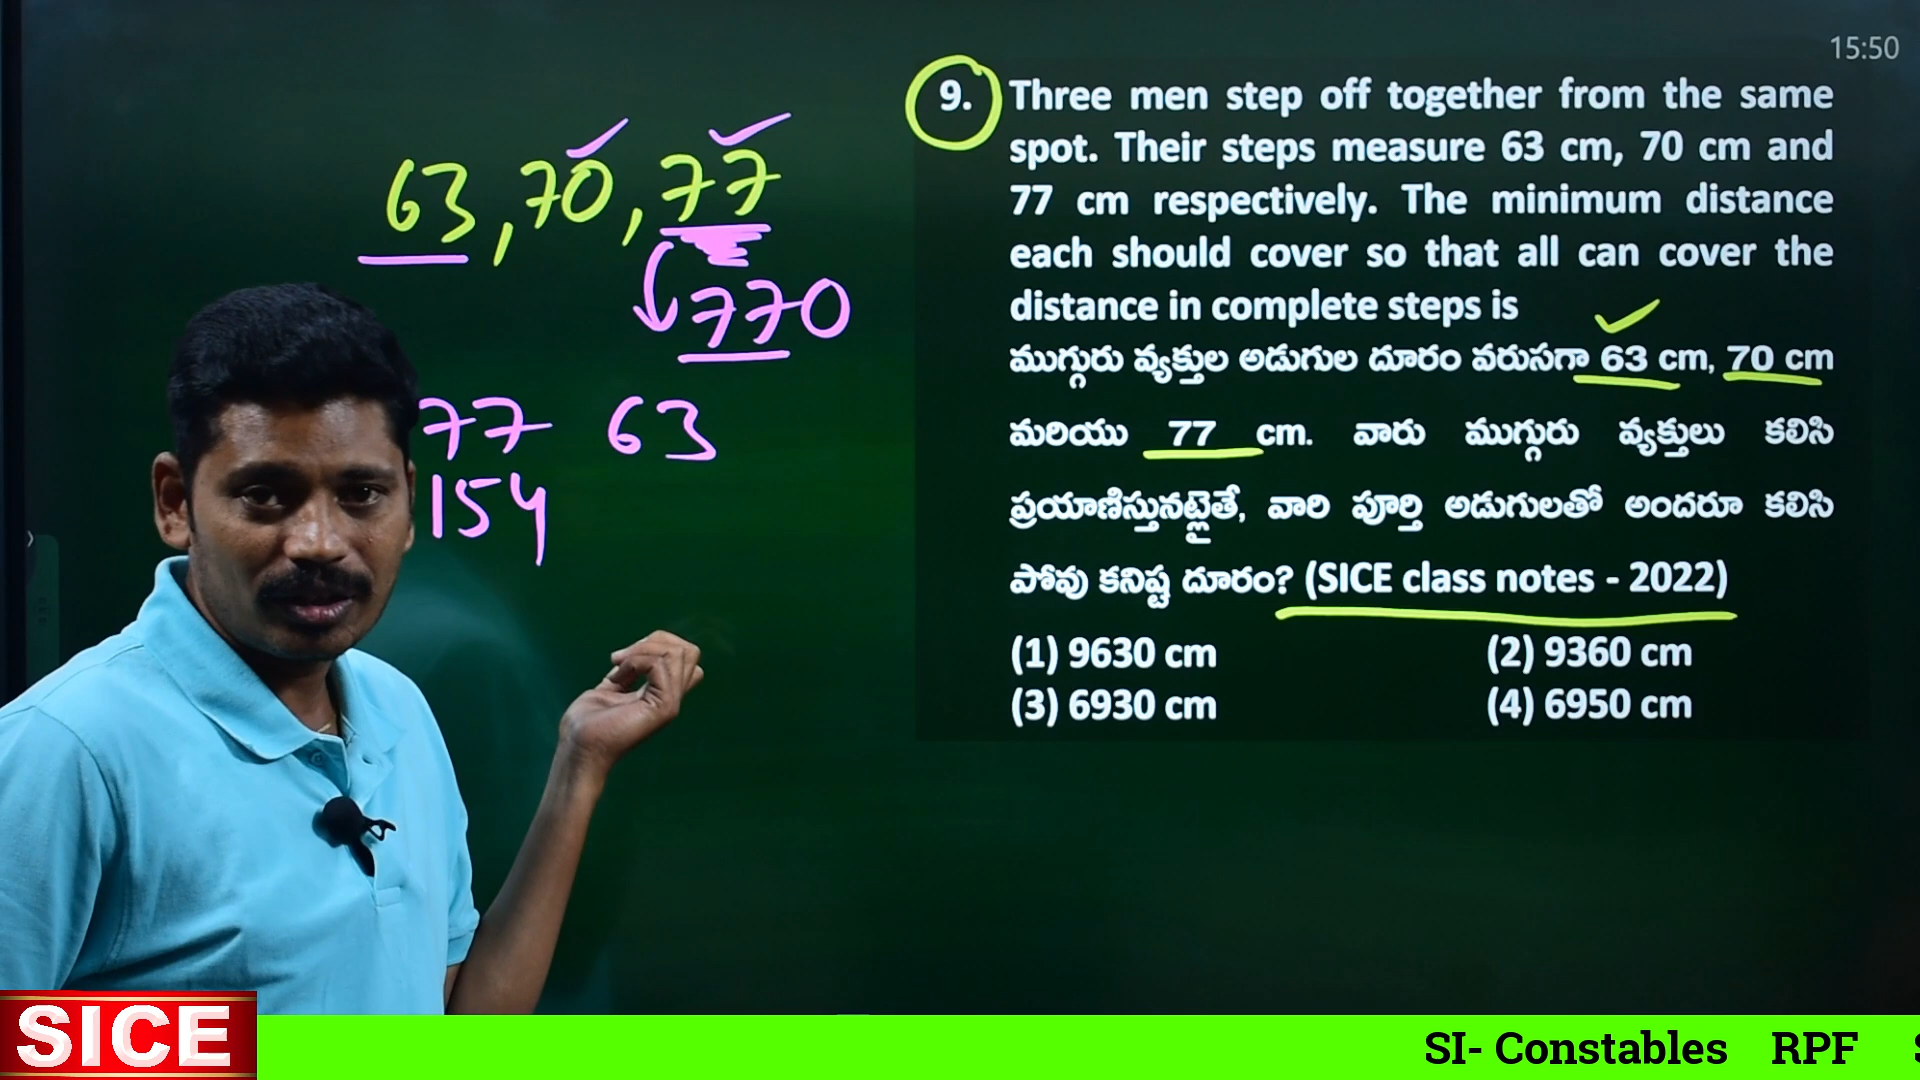 15:50
63, 70, 77
770
77 63
154
9. Three men step off together from the same
spot. Their steps measure 63 cm, 70 cm and
77 cm respectively. The minimum distance
each should cover so that all can cover the
distance in complete steps is
ముగ్గురు వ్యక్తుల అడుగుల దూరం వరుసగా 63 cm, 70 cm
మరియు 77 cm. వారు ముగ్గురు వ్యక్తులు కలిసి
ప్రయాణిస్తునట్లైతే, వారి పూర్తి అడుగులతో అందరూ కలిసి
పోవు కనిష్ట దూరం? (SICE class notes - 2022)
(1) 9630 cm (2) 9360 cm
(3) 6930 cm (4) 6950 cm
SICE
SI- Constables RPF